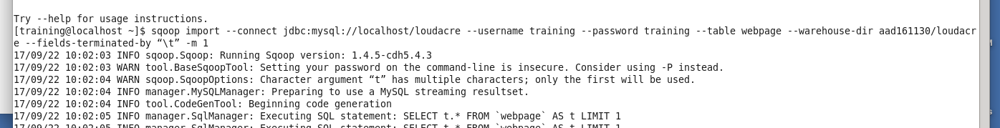 Try --help for usage instructions.
[training@localhost ~]$ sqoop import --connect jdbc:mysql://localhost/loudacre --username training --password training --table webpage --warehouse-dir aad161130/loudacr
e --fields-terminated-by “\t” -m 1
17/09/22 10:02:03 INFO sqoop.Sqoop: Running Sqoop version: 1.4.5-cdh5.4.3
17/09/22 10:02:03 WARN tool.BaseSqoopTool: Setting your password on the command-line is insecure. Consider using -P instead.
17/09/22 10:02:04 WARN sqoop.SqoopOptions: Character argument “t” has multiple characters; only the first will be used.
17/09/22 10:02:04 INFO manager.MySQLManager: Preparing to use a MySQL streaming resultset.
17/09/22 10:02:04 INFO tool.CodeGenTool: Beginning code generation
17/09/22 10:02:05 INFO manager.SqlManager: Executing SQL statement: SELECT t.* FROM `webpage` AS t LIMIT 1
17/09/22 10:02:05 INFO manager.SqlManager: Executing SQL statement: SELECT t.* FROM `webpage` AS t LIMIT 1